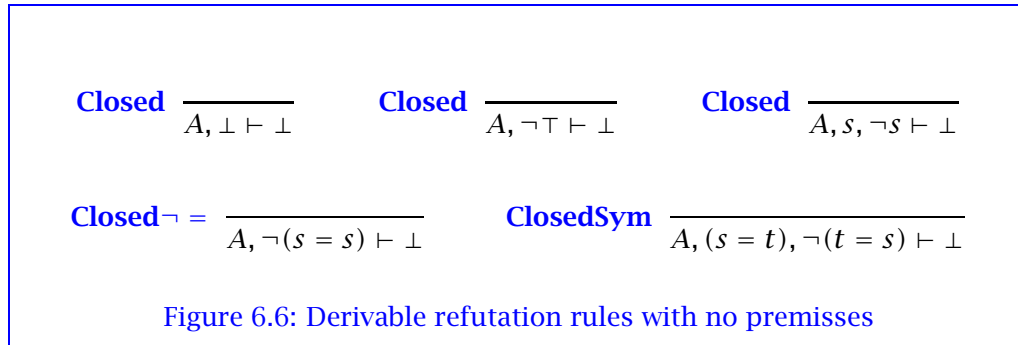 Closed A, ⊥ ⊢ ⊥ Closed A, ¬⊤ ⊢ ⊥ Closed A, s, ¬s ⊢ ⊥
Closed¬ = A, ¬(s = s) ⊢ ⊥ ClosedSym A, (s = t), ¬(t = s) ⊢ ⊥
Figure 6.6: Derivable refutation rules with no premisses